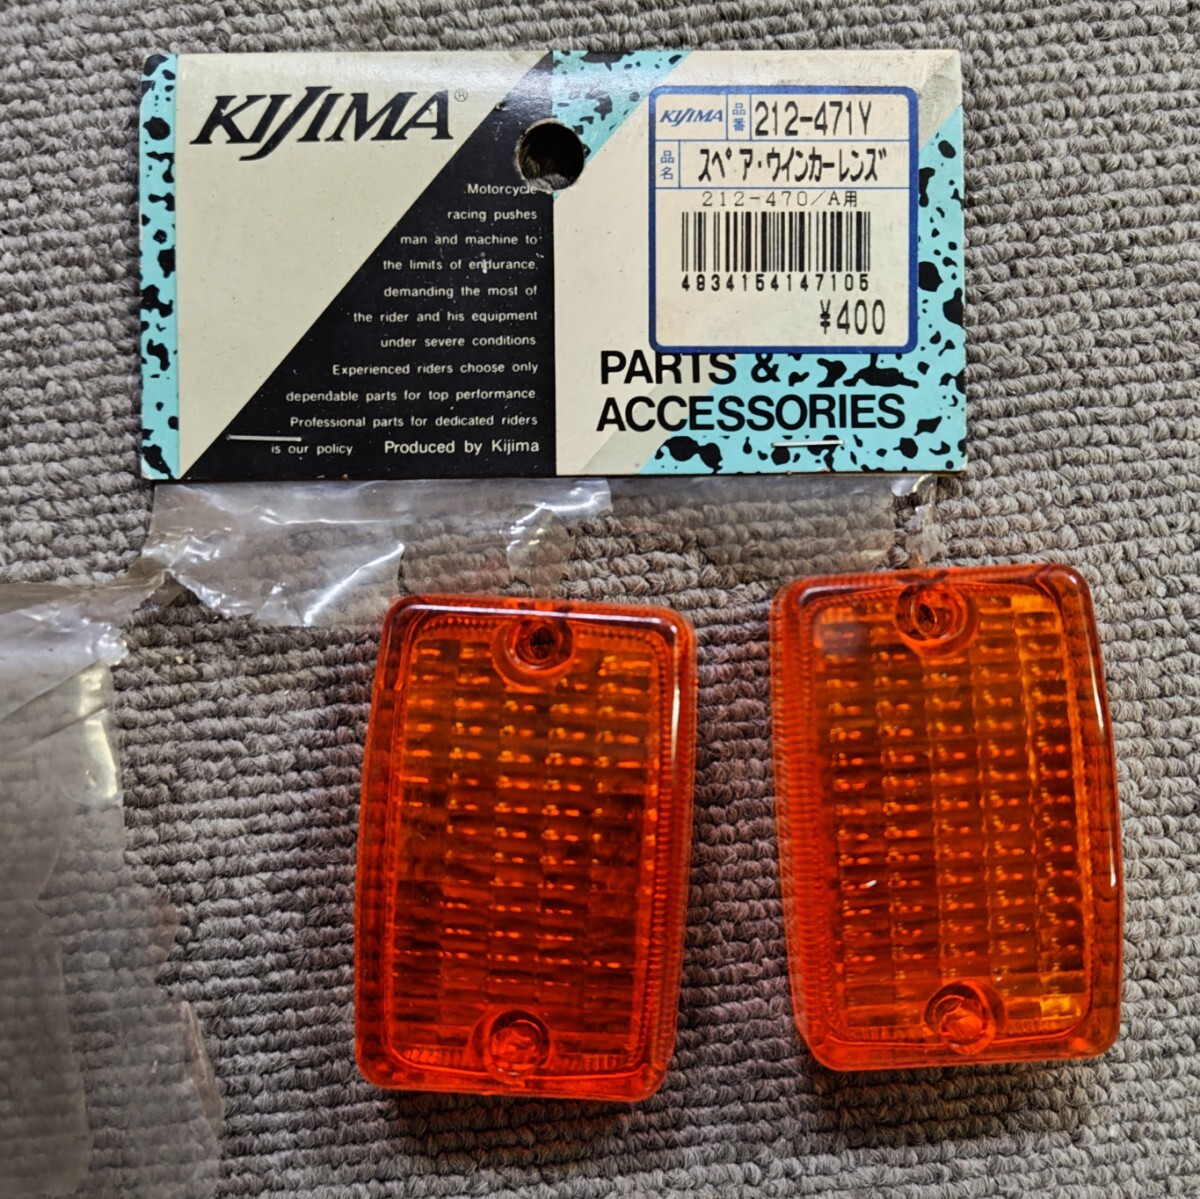 KIJIMA®
Motorcycle
racing pushes
man and machine to
the limits of endurance.
demanding the most of
the rider and his equipment
under severe conditions
Experienced riders choose only
dependable parts for top performance
Professional parts for dedicated riders
is our policy Produced by Kijima
KIJIMA 品番 212-471Y
品名 スペア・ウインカーレンズ
212-470/A用
4934154147105
¥400
PARTS &
ACCESSORIES